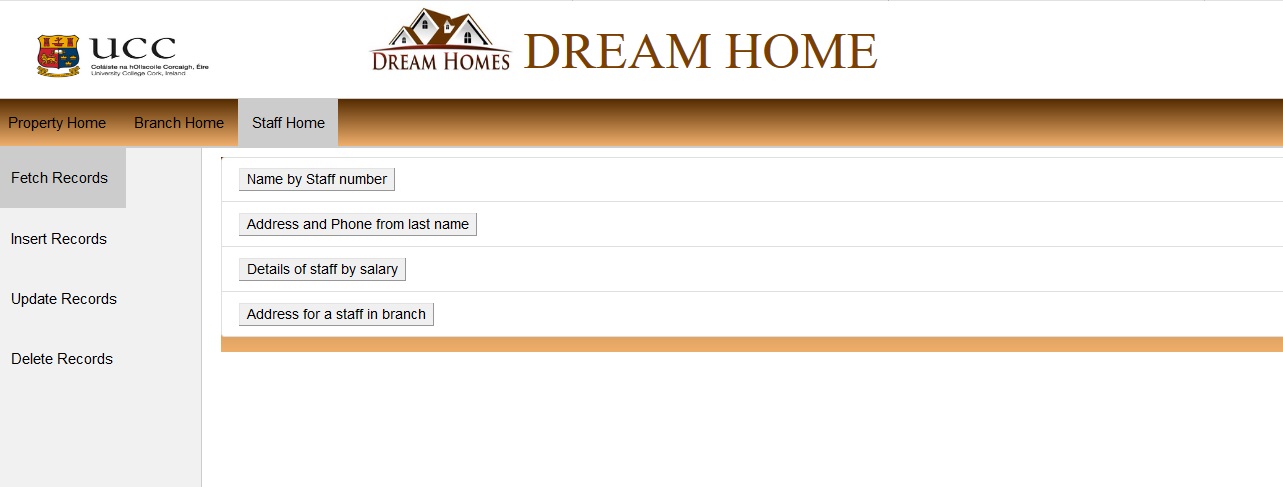 UCC
Coláiste na hOllscoile Corcaigh, Éire
University College Cork, Ireland
DREAM HOMES
DREAM HOME
Property Home
Branch Home
Staff Home
Fetch Records
Insert Records
Update Records
Delete Records
Name by Staff number
Address and Phone from last name
Details of staff by salary
Address for a staff in branch